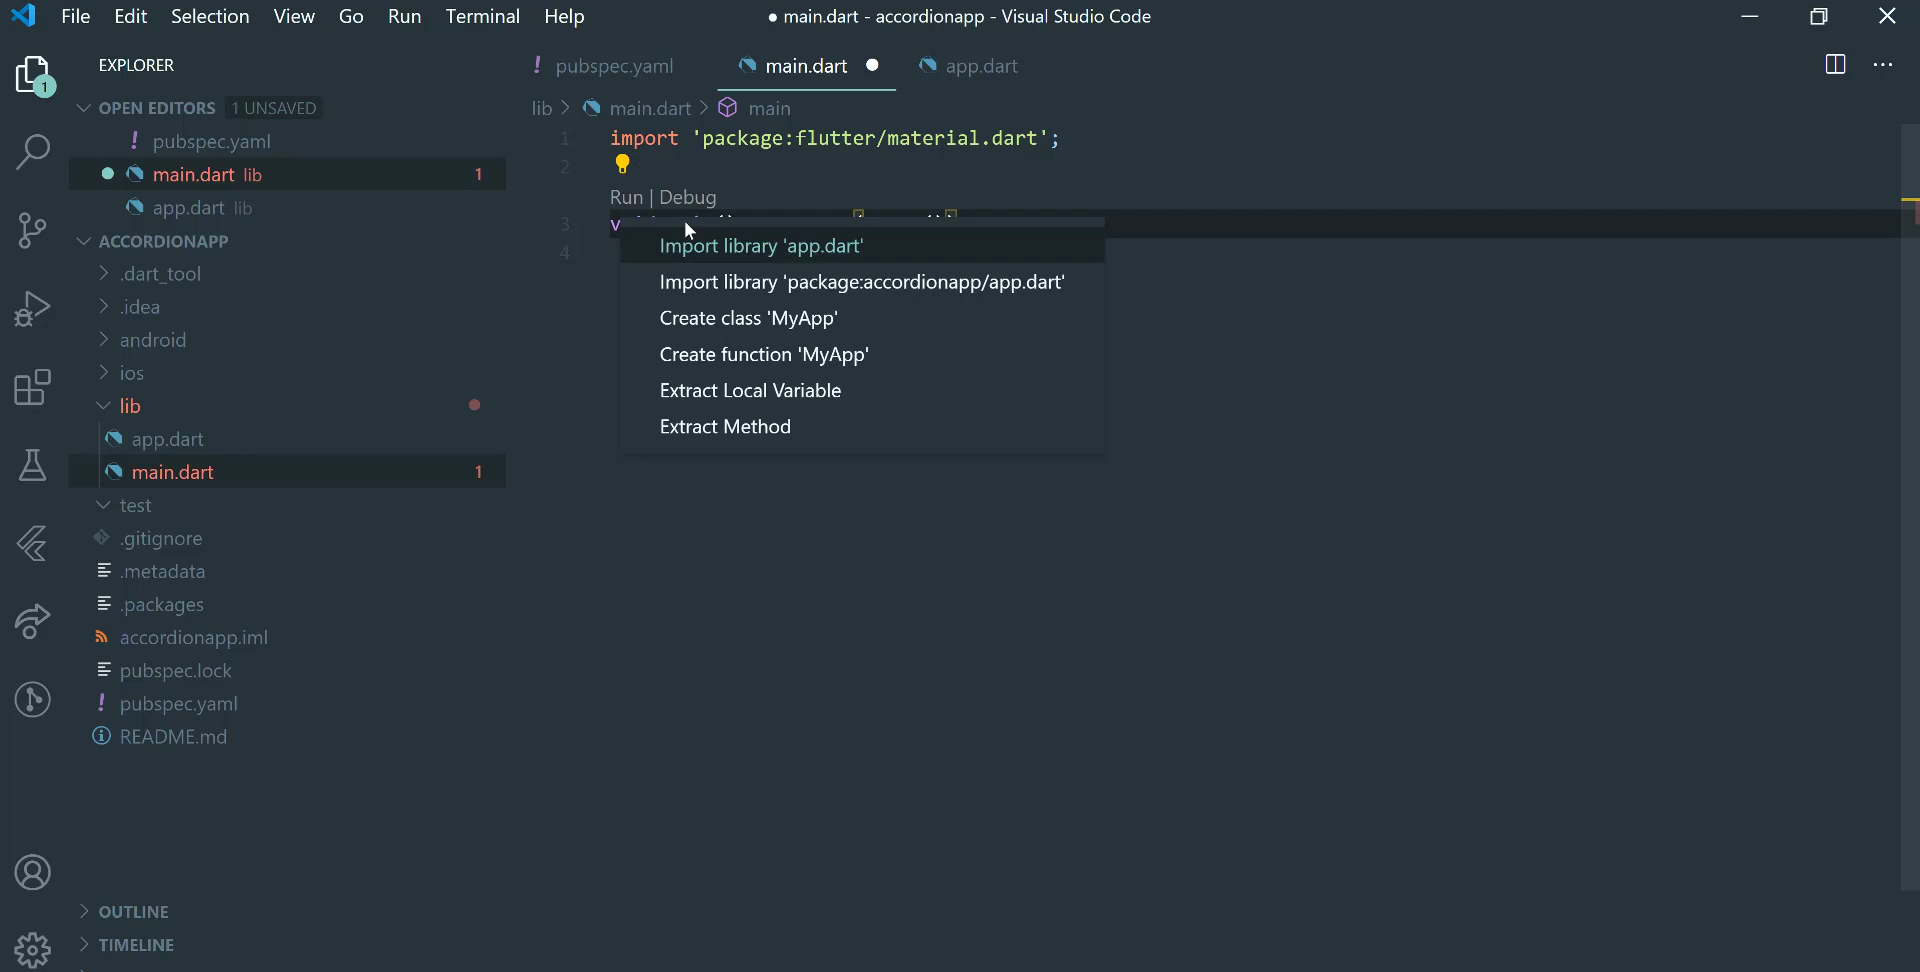 File Edit Selection View Go Run Terminal Help
● main.dart - accordionapp - Visual Studio Code
EXPLORER
1
OPEN EDITORS 1 UNSAVED
! pubspec.yaml
main.dart lib 1
app.dart lib
ACCORDIONAPP
.dart_tool
.idea
android
ios
lib
app.dart
main.dart 1
test
.gitignore
.metadata
.packages
accordionapp.iml
pubspec.lock
! pubspec.yaml
README.md
OUTLINE
TIMELINE
! pubspec.yaml main.dart app.dart
lib > main.dart > main
1 import 'package:flutter/material.dart';
2
Run | Debug
3
4
Import library 'app.dart'
Import library 'package:accordionapp/app.dart'
Create class 'MyApp'
Create function 'MyApp'
Extract Local Variable
Extract Method